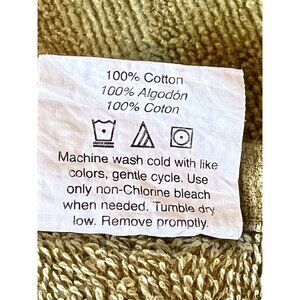 100% Cotton
100% Algodón
100% Coton
Machine wash cold with like
colors, gentle cycle. Use
only non-Chlorine bleach
when needed. Tumble dry
low. Remove promptly.